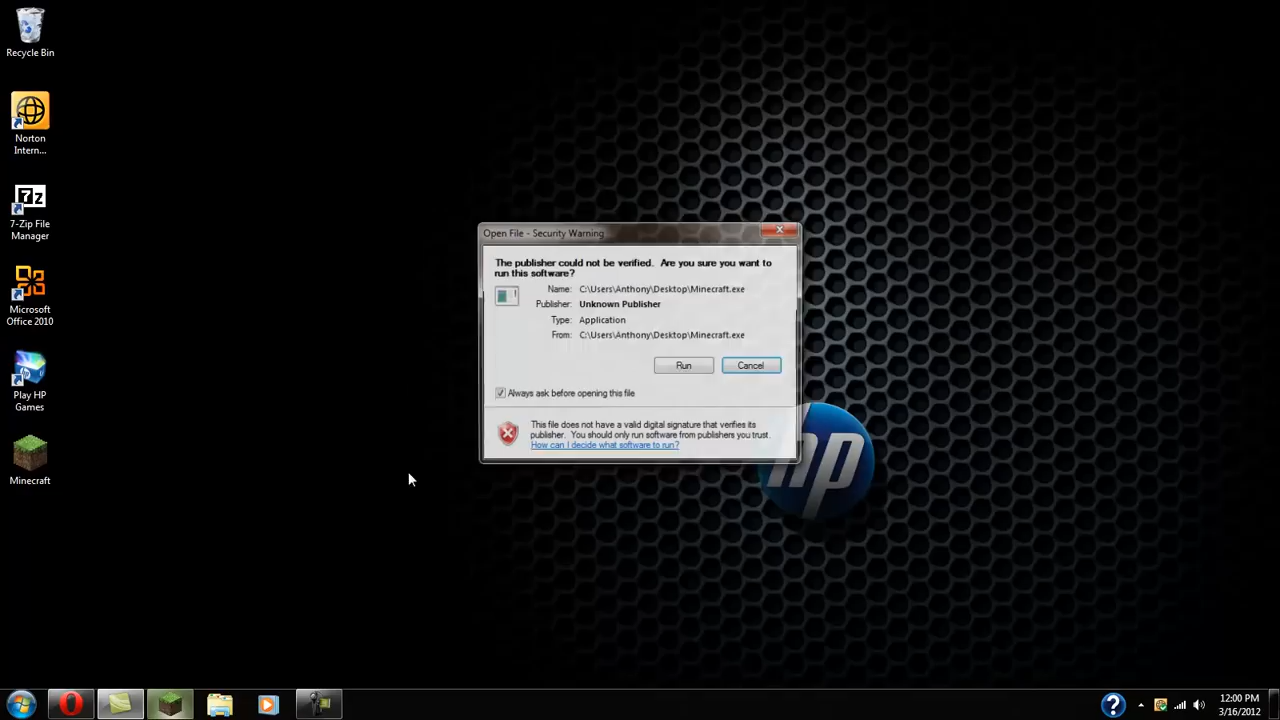 Recycle Bin
Norton
Intern...
7z
7-Zip File
Manager
Microsoft
Office 2010
Play HP
Games
Minecraft
Open File - Security Warning
The publisher could not be verified. Are you sure you want to
run this software?
Name: C:\Users\Anthony\Desktop\Minecraft.exe
Publisher: Unknown Publisher
Type: Application
From: C:\Users\Anthony\Desktop\Minecraft.exe
Run Cancel
Always ask before opening this file
This file does not have a valid digital signature that verifies its
publisher. You should only run software from publishers you trust.
How can I decide what software to run?
hp
12:00 PM
3/16/2012